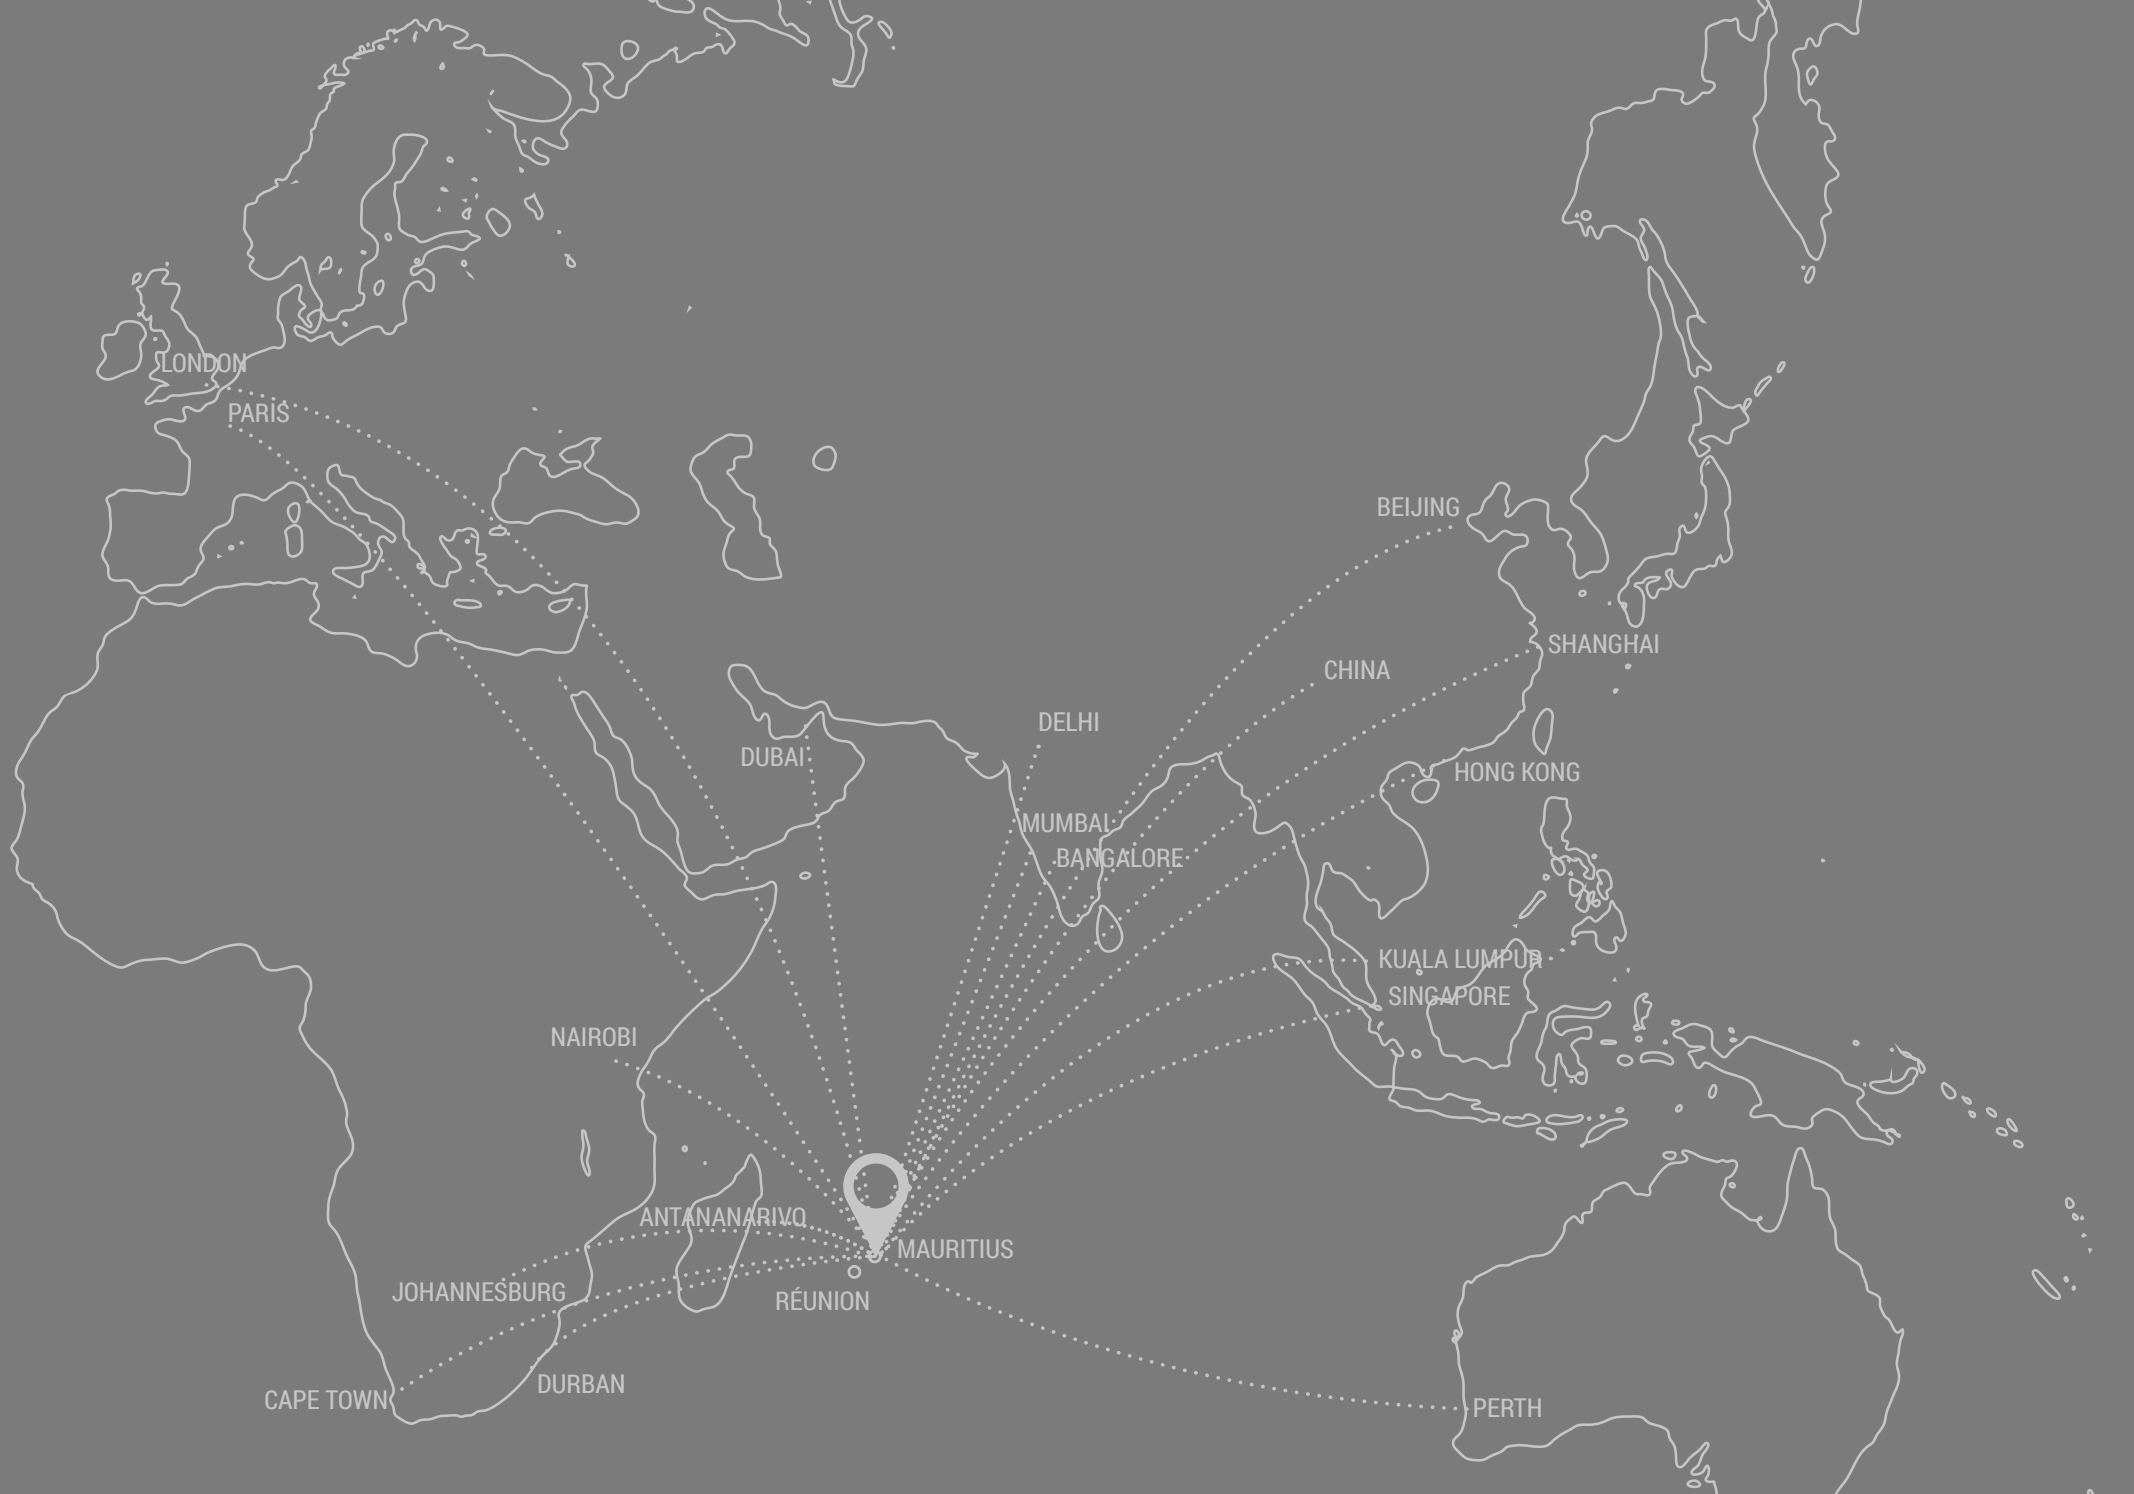 LONDON
PARIS
BEIJING
SHANGHAI
CHINA
DELHI
DUBAI
HONG KONG
MUMBAI
BANGALORE
KUALA LUMPUR
SINGAPORE
NAIROBI
ANTANANARIVO
MAURITIUS
JOHANNESBURG
RÉUNION
DURBAN
CAPE TOWN
PERTH